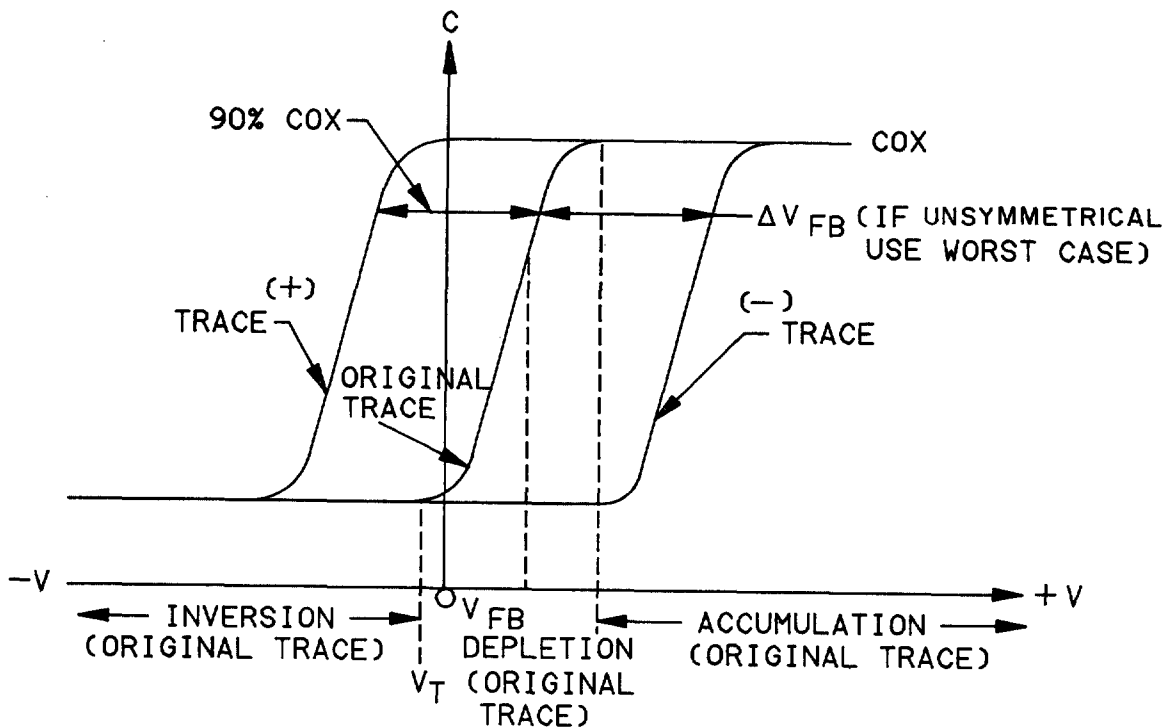 C
90% COX
COX
ΔV FB (IF UNSYMMETRICAL
USE WORST CASE)
(+)
TRACE
(—)
TRACE
ORIGINAL
TRACE
-V
+V
O
V FB
INVERSION
(ORIGINAL TRACE)
DEPLETION
(ORIGINAL
TRACE)
ACCUMULATION
(ORIGINAL TRACE)
VT